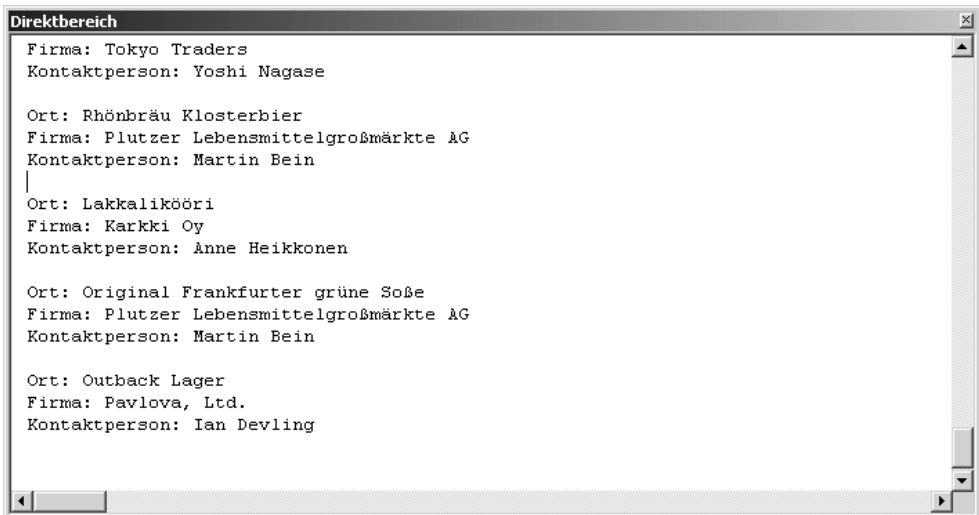 Direktbereich
Firma: Tokyo Traders
Kontaktperson: Yoshi Nagase
Ort: Rhönbräu Klosterbier
Firma: Plutzer Lebensmittelgroßmärkte AG
Kontaktperson: Martin Bein
Ort: Lakkalikööri
Firma: Karkki Oy
Kontaktperson: Anne Heikkonen
Ort: Original Frankfurter grüne Soße
Firma: Plutzer Lebensmittelgroßmärkte AG
Kontaktperson: Martin Bein
Ort: Outback Lager
Firma: Pavlova, Ltd.
Kontaktperson: Ian Devling